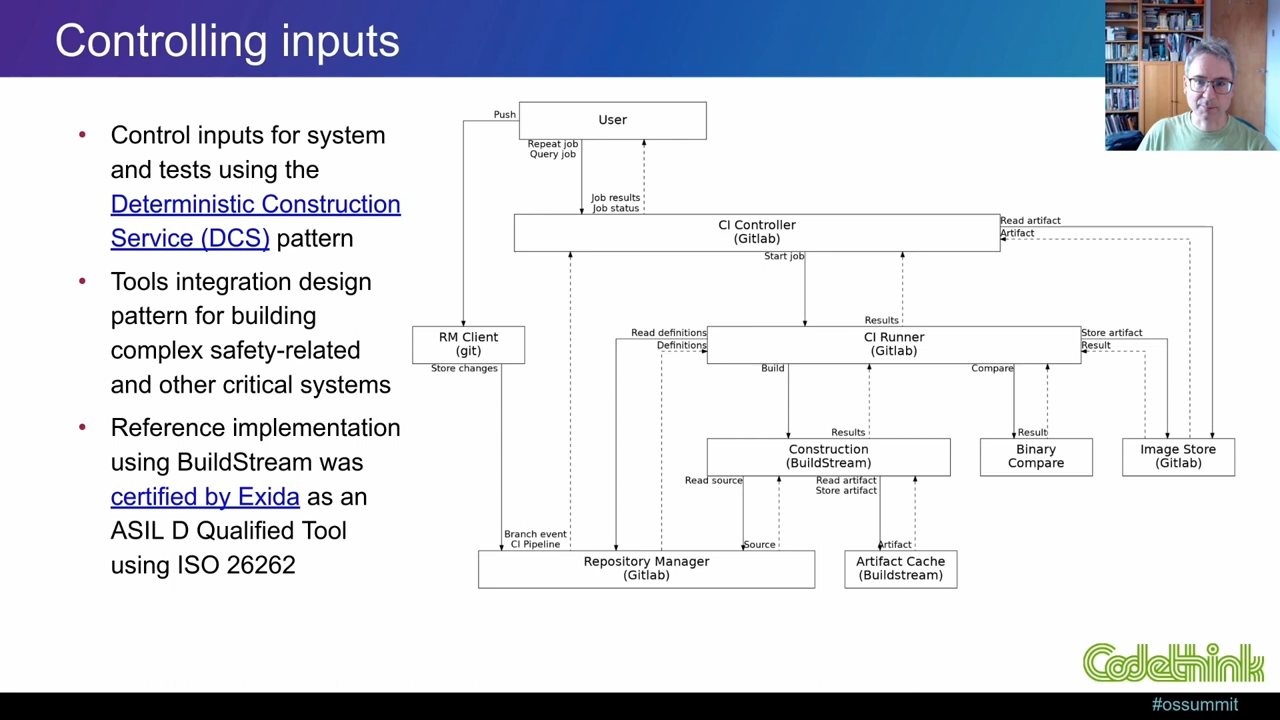 Controlling inputs
• Control inputs for system
and tests using the
Deterministic Construction
Service (DCS) pattern
• Tools integration design
pattern for building
complex safety-related
and other critical systems
• Reference implementation
using BuildStream was
certified by Exida as an
ASIL D Qualified Tool
using ISO 26262
Push
User
Repeat job
Query job
Job results
Job status
CI Controller
(Gitlab)
Read artifact
Artifact
Start job
Results
RM Client
(git)
Read definitions
Definitions
CI Runner
(Gitlab)
Store artifact
Result
Store changes
Build
Compare
Results
Result
Construction
(BuildStream)
Binary
Compare
Image Store
(Gitlab)
Read source
Read artifact
Store artifact
Branch event
CI Pipeline
Source
Artifact
Repository Manager
(Gitlab)
Artifact Cache
(Buildstream)
Codethink
#ossummit